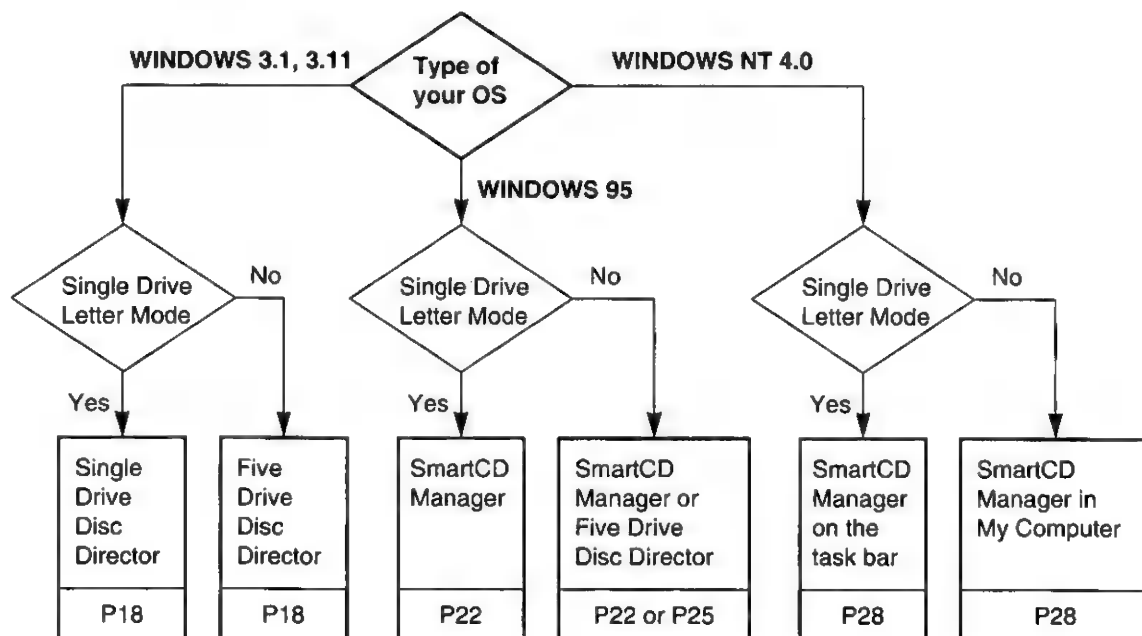 WINDOWS 3.1, 3.11
Type of
your OS
WINDOWS NT 4.0
WINDOWS 95
Single Drive
Letter Mode
No
Single Drive
Letter Mode
No
Single Drive
Letter Mode
No
Yes
Yes
Yes
Single
Drive
Disc
Director
P18
Five
Drive
Disc
Director
P18
SmartCD
Manager
P22
SmartCD
Manager or
Five Drive
Disc Director
P22 or P25
SmartCD
Manager
on the
task bar
P28
SmartCD
Manager in
My Computer
P28